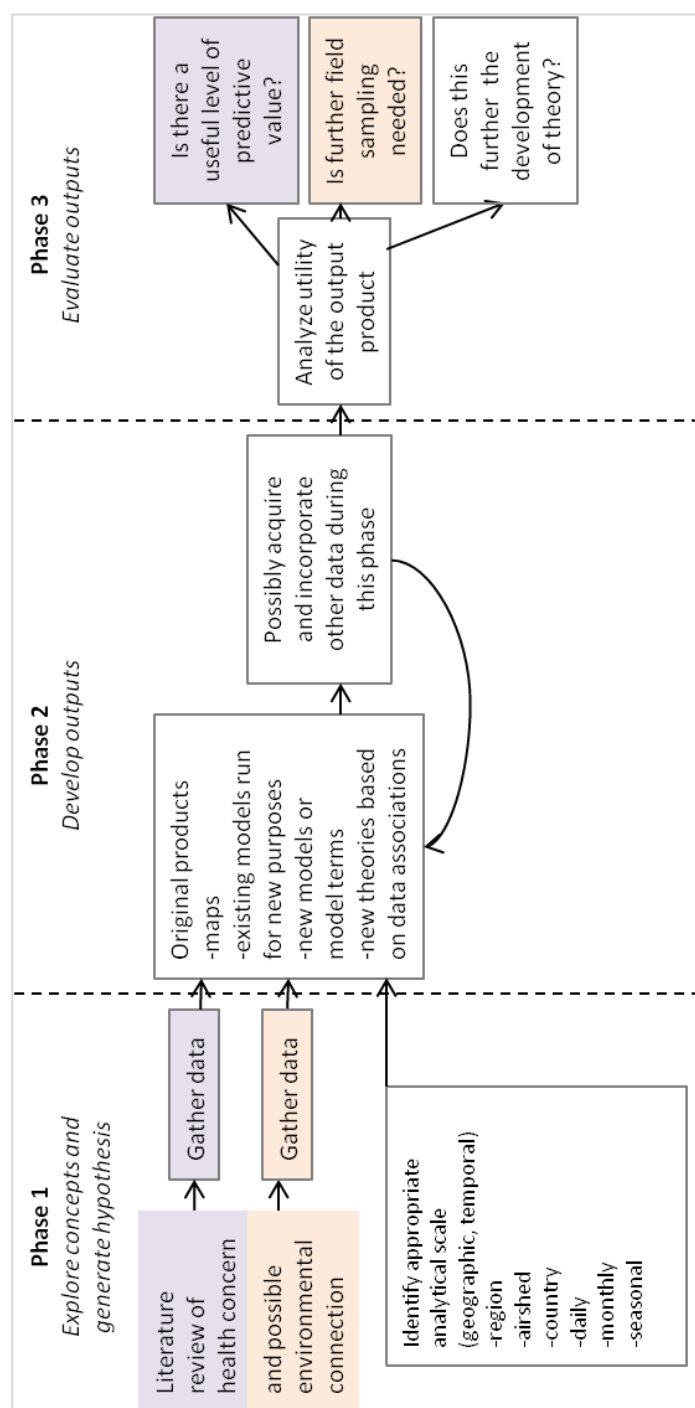 Phase 1
Explore concepts and
generate hypothesis
Literature
review of
health concern
and possible
environmental
connection
Gather data
Gather data
Identify appropriate
analytical scale
(geographic, temporal)
-region
-airshed
-country
-daily
-monthly
-seasonal
Phase 2
Develop outputs
Original products
-maps
-existing models run
for new purposes
-new models or
model terms
-new theories based
on data associations
Possibly acquire
and incorporate
other data during
this phase
Phase 3
Evaluate outputs
Analyze utility
of the output
product
Is there a
useful level of
predictive
value?
Is further field
sampling
needed?
Does this
further the
development
of theory?